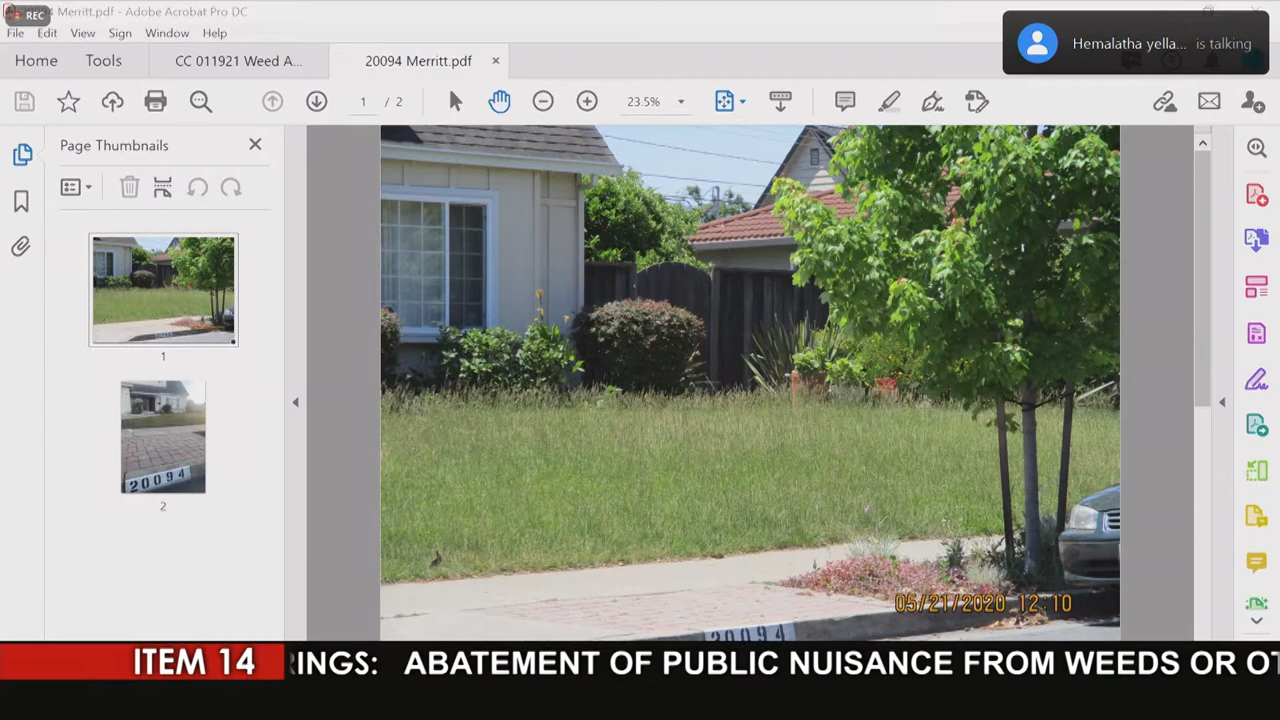 REC
Merritt.pdf - Adobe Acrobat Pro DC
File Edit View Sign Window Help
Hemalatha yella... is talking
Home Tools CC 011921 Weed A... 20094 Merritt.pdf
1 / 2 23.5%
Page Thumbnails
1
20094
2
05/21/2020 12:10
20094
ITEM 14 RINGS: ABATEMENT OF PUBLIC NUISANCE FROM WEEDS OR OT